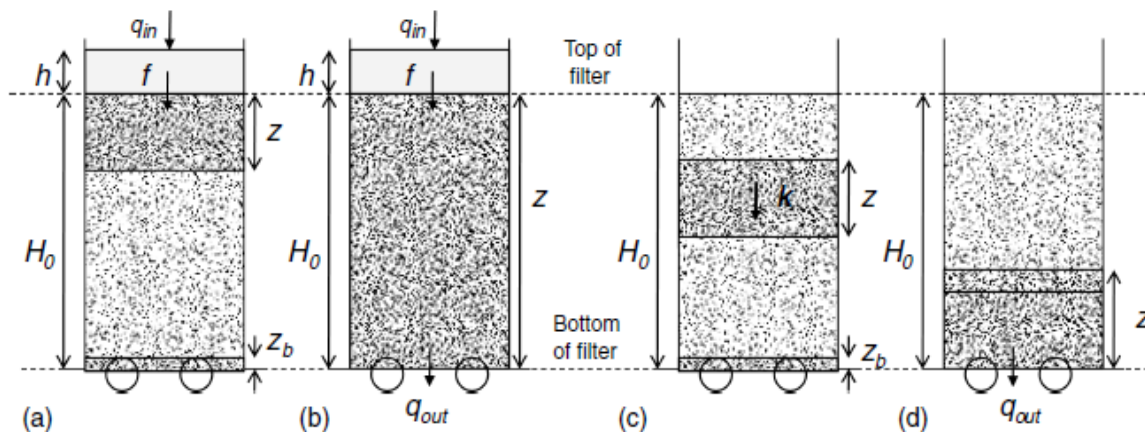 q_in
q_in
Top of
filter
h
f
h
f
z
z
k
z
H_0
H_0
H_0
H_0
z
Bottom
of filter
z_b
z_b
(a)
(b)
q_out
(c)
(d)
q_out